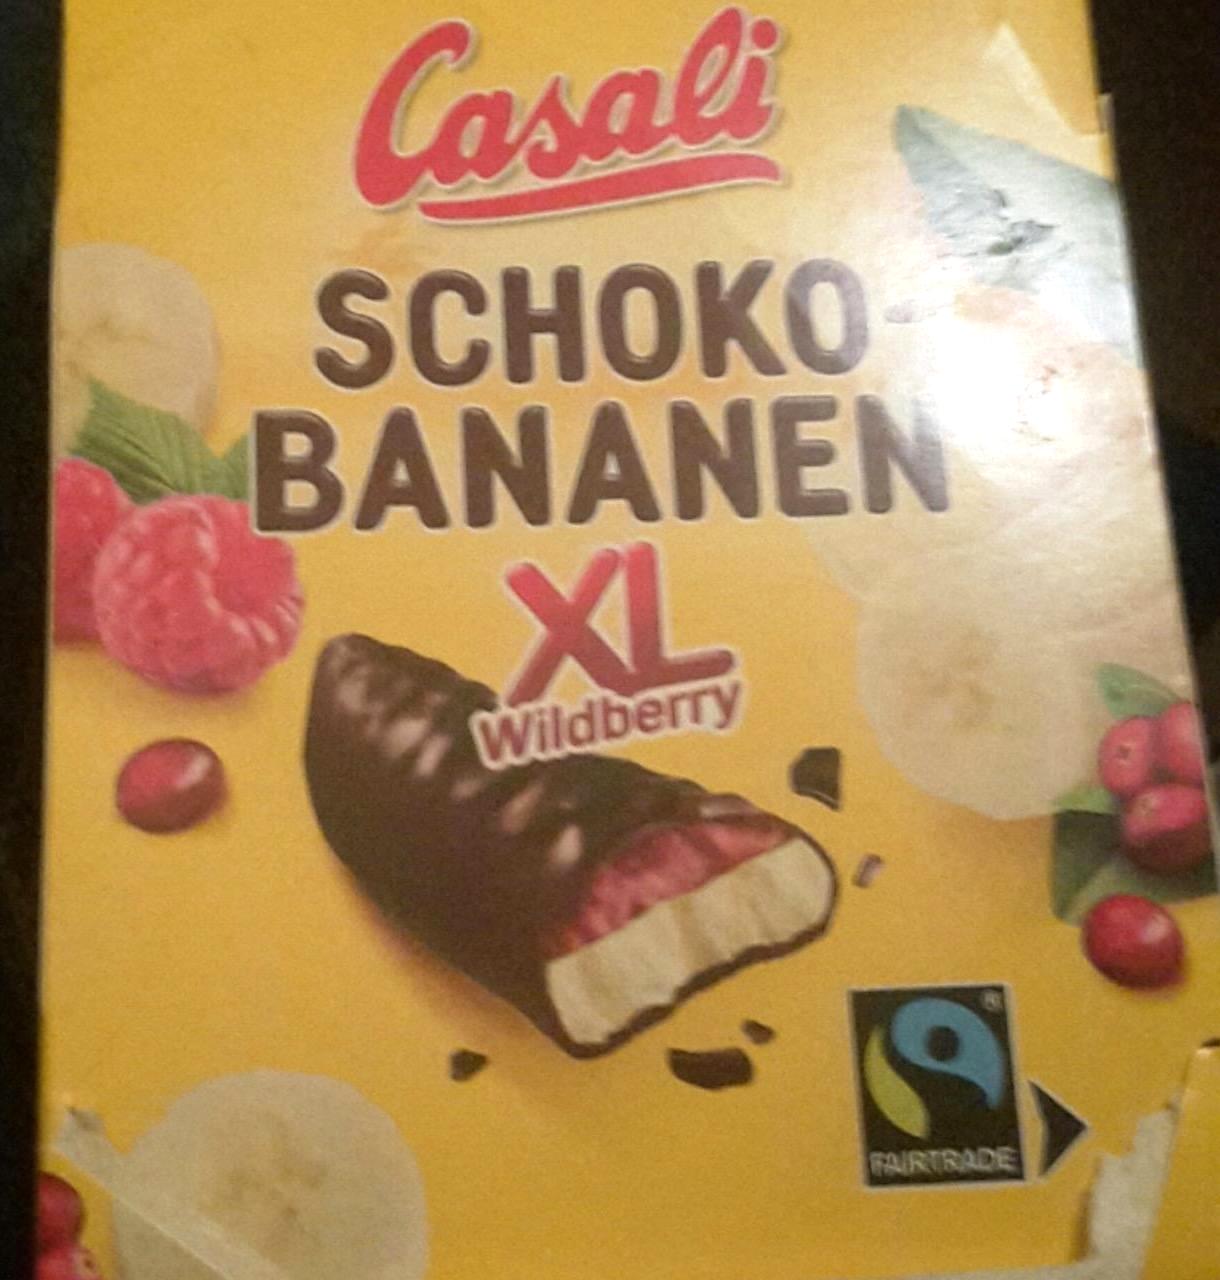 Casali
SCHOKO-
BANANEN
XL
Wildberry
®
FAIRTRADE